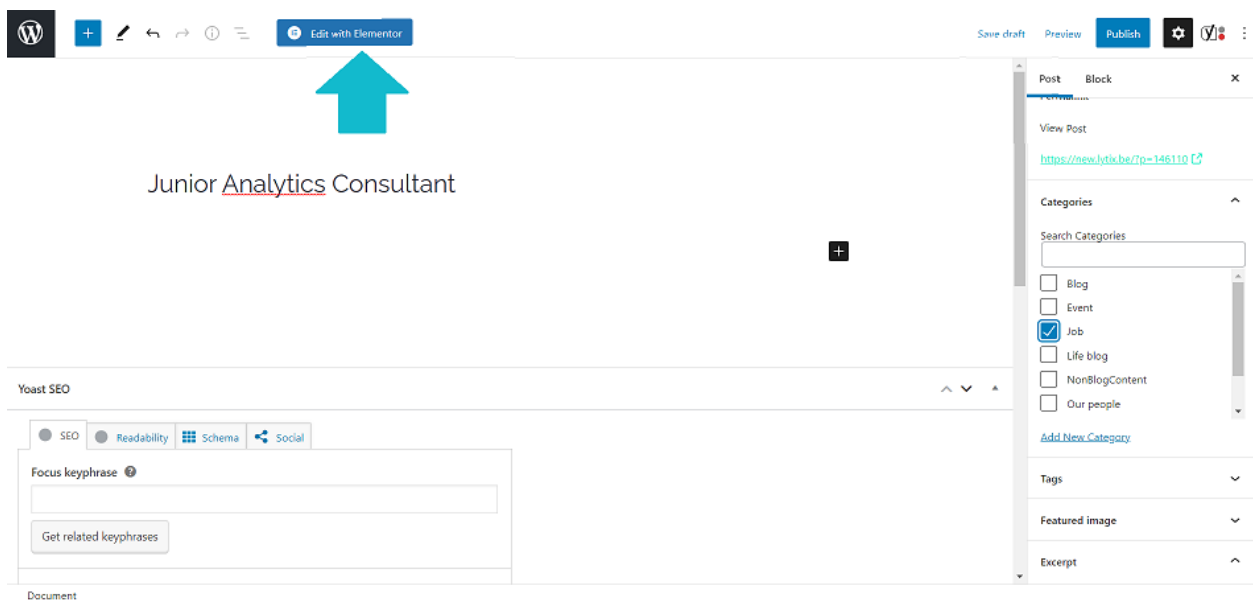 Edit with Elementor
Save draft
Preview
Publish
Post
Block
Permalink
View Post
https://new.lytix.be/?p=146110
Junior Analytics Consultant
Categories
Search Categories
Blog
Event
Job
Life blog
NonBlogContent
Our people
Add New Category
Tags
Featured image
Excerpt
Yoast SEO
SEO
Readability
Schema
Social
Focus keyphrase
Get related keyphrases
Document